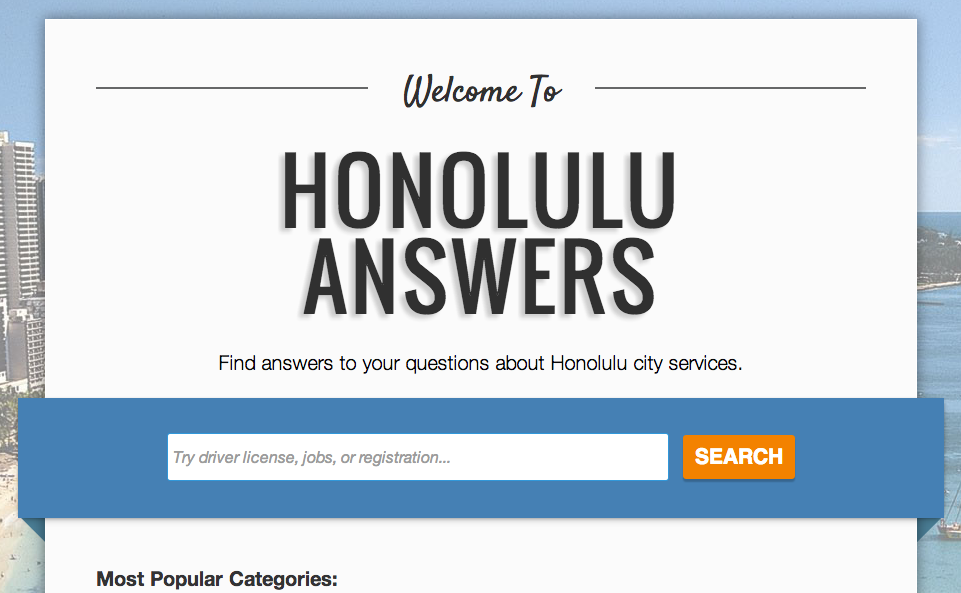 Welcome To
HONOLULU
ANSWERS
Find answers to your questions about Honolulu city services.
Try driver license, jobs, or registration...
SEARCH
Most Popular Categories: